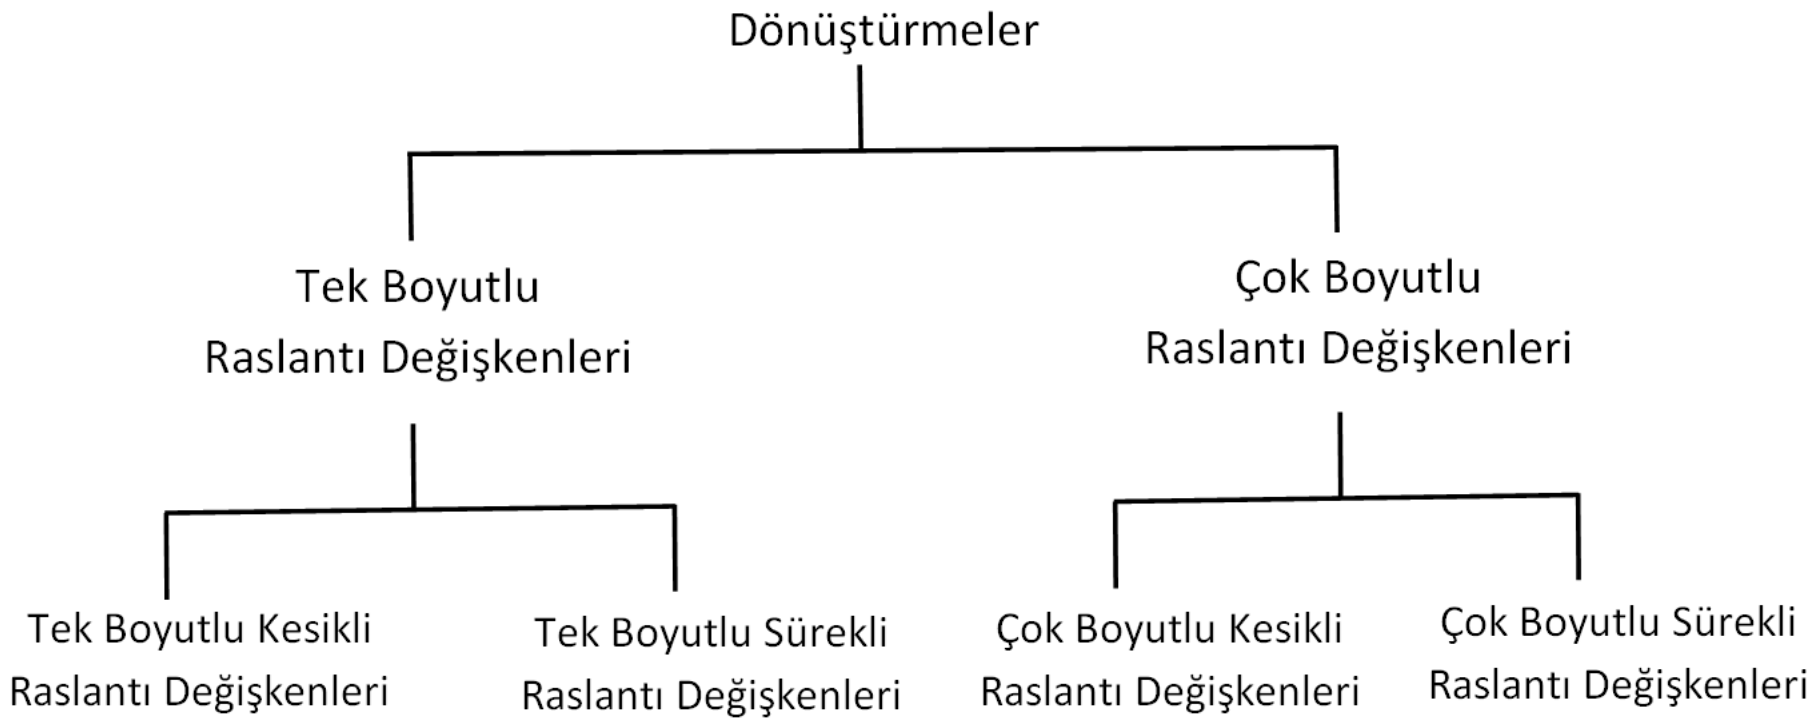 Dönüştürmeler
Tek Boyutlu
Raslantı Değişkenleri
Çok Boyutlu
Raslantı Değişkenleri
Tek Boyutlu Kesikli
Raslantı Değişkenleri
Tek Boyutlu Sürekli
Raslantı Değişkenleri
Çok Boyutlu Kesikli
Raslantı Değişkenleri
Çok Boyutlu Sürekli
Raslantı Değişkenleri